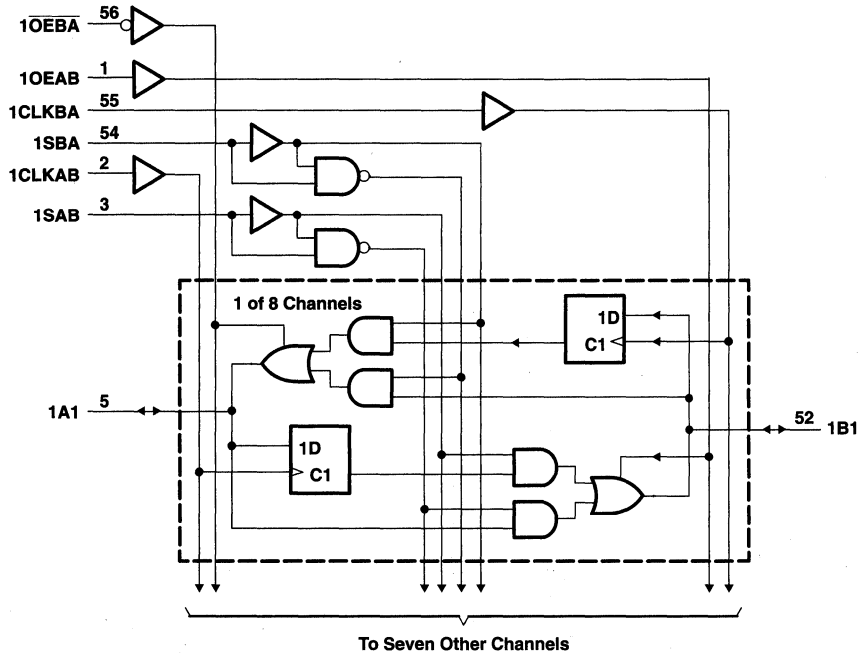 1O̅E̅B̅A̅ 56
1OEAB 1
1CLKBA 55
1SBA 54
1CLKAB 2
1SAB 3
1 of 8 Channels
1D
C1
1A1 5
52 1B1
1D
C1
To Seven Other Channels